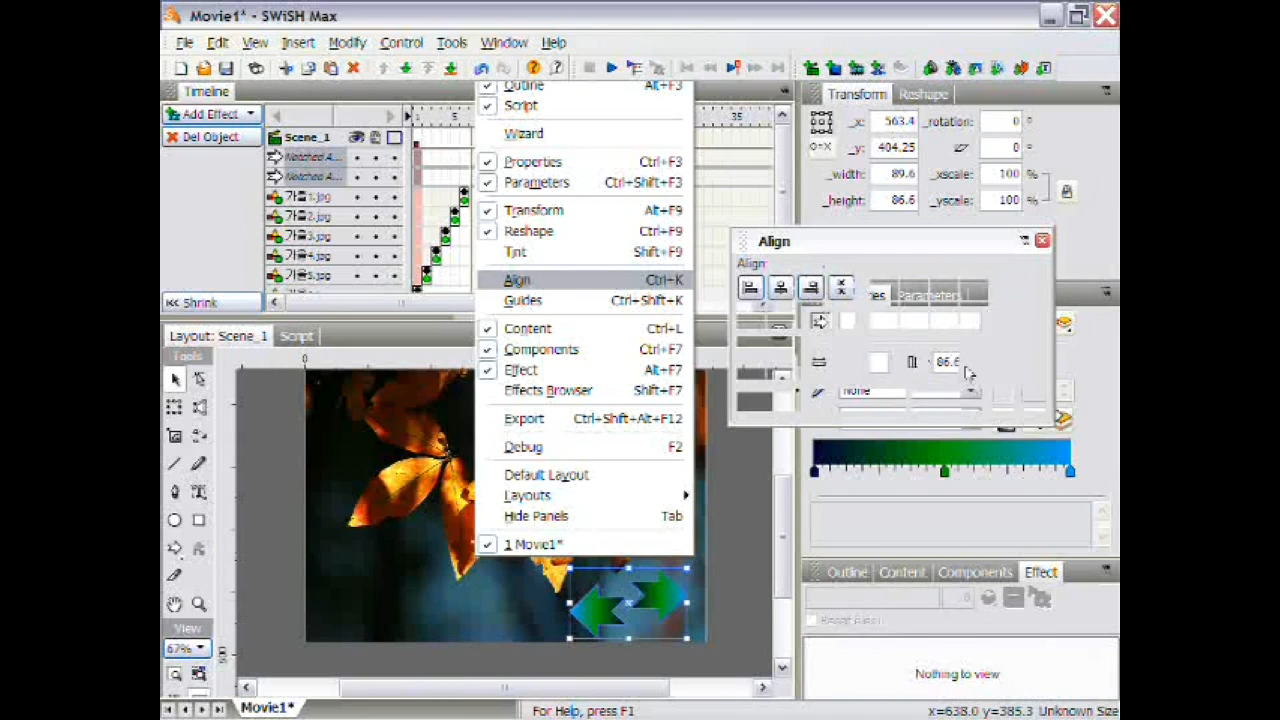 Movie1* - SWiSH Max
File Edit View Insert Modify Control Tools Window Help
Timeline
Add Effect
Del Object
Shrink
Scene_1
Notched A...
Notched A...
가을1.jpg
가을2.jpg
가을3.jpg
가을4.jpg
가을5.jpg
1 5 35
Outline Alt+F3
Script
Wizard
Properties Ctrl+F3
Parameters Ctrl+Shift+F3
Transform Alt+F9
Reshape Ctrl+F9
Tint Shift+F9
Align Ctrl+K
Guides Ctrl+Shift+K
Content Ctrl+L
Components Ctrl+F7
Effect Alt+F7
Effects Browser Shift+F7
Export Ctrl+Shift+Alt+F12
Debug F2
Default Layout
Layouts
Hide Panels Tab
1 Movie1*
Transform Reshape
_x: 563.4 _rotation: 0 °
_y: 404.25 0 °
_width: 89.6 _xscale: 100 %
_height: 86.6 _yscale: 100 %
Align
Align
Parameters
86.6
None
Layout: Scene_1 Script
Tools
0
View
67%
Outline Content Components Effect
Nothing to view
Movie1*
For Help, press F1
x=638.0 y=385.3 Unknown Size